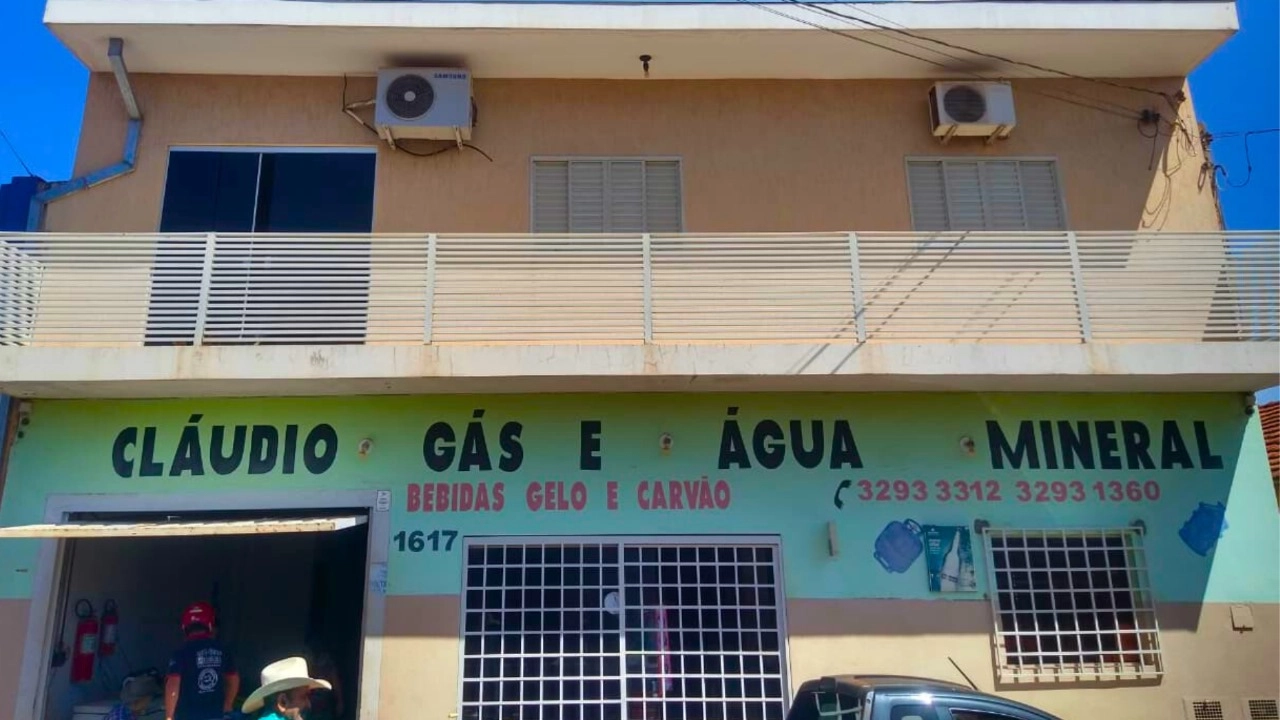 SAMSUNG
CLÁUDIO GÁS E ÁGUA MINERAL
BEBIDAS GELO E CARVÃO 3293 3312 3293 1360
1617